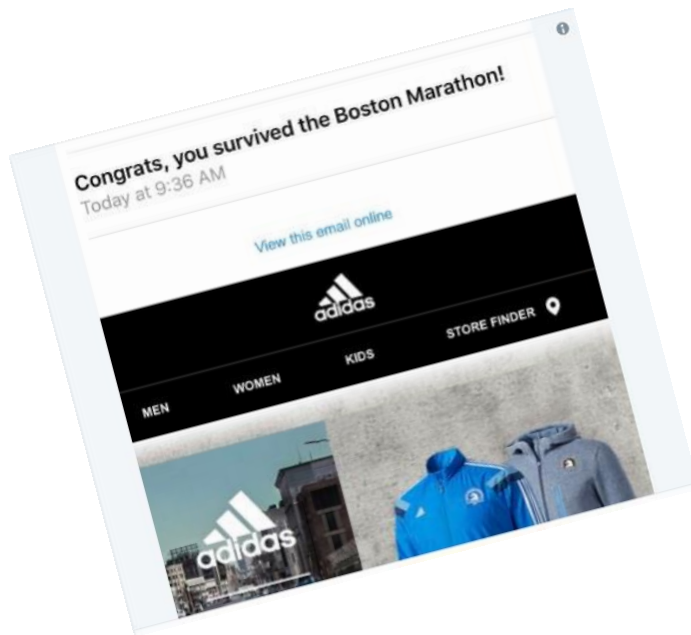 Congrats, you survived the Boston Marathon!
Today at 9:36 AM
View this email online
adidas
MEN WOMEN KIDS STORE FINDER
adidas